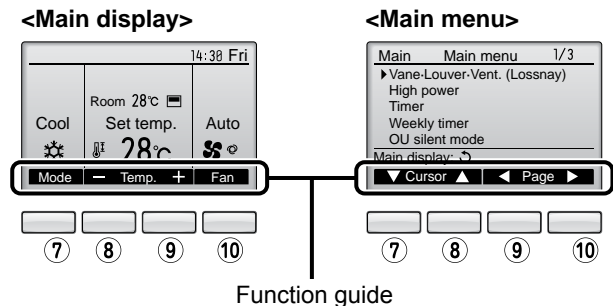 <Main display>
14:30 Fri
Room 28°C
Cool Set temp. Auto
28°C
Mode — Temp. + Fan
⑦ ⑧ ⑨ ⑩
<Main menu>
Main Main menu 1/3
▶Vane·Louver·Vent. (Lossnay)
High power
Timer
Weekly timer
OU silent mode
Main display: ↺
▼ Cursor ▲ ◀ Page ▶
⑦ ⑧ ⑨ ⑩
Function guide